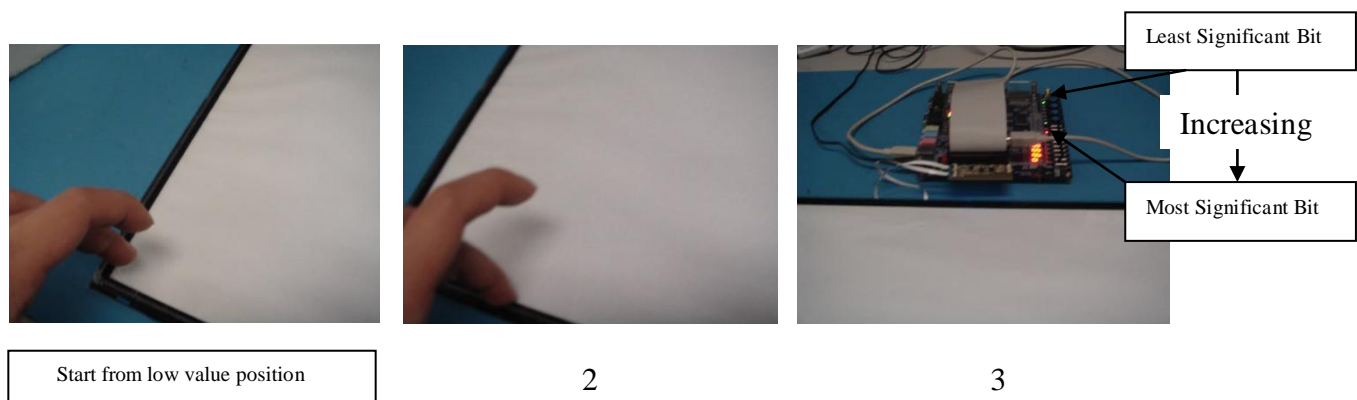 Least Significant Bit
Increasing
Most Significant Bit
Start from low value position
2
3